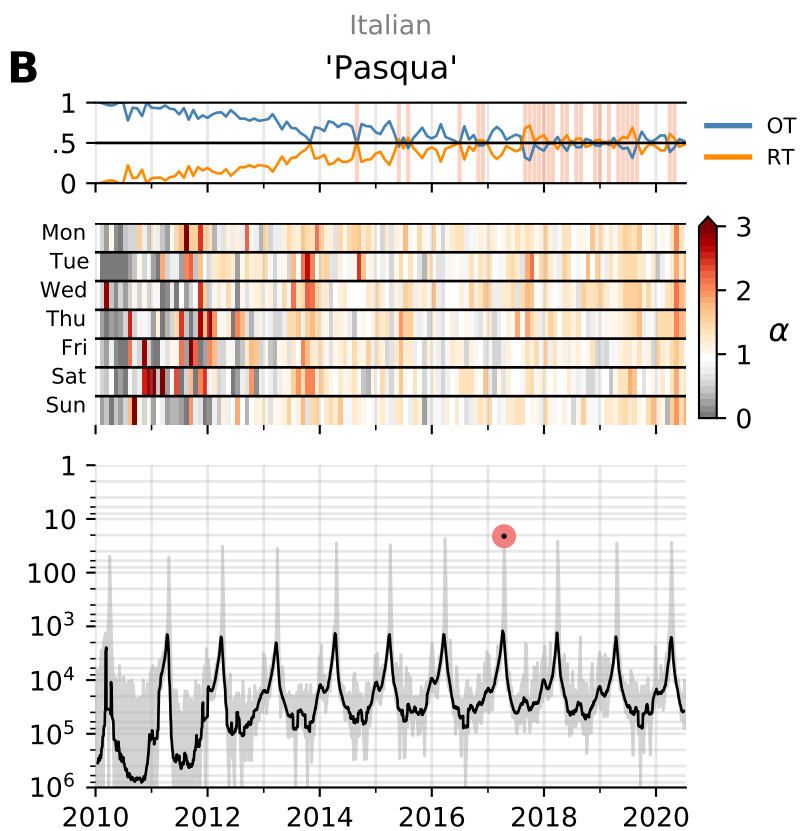 Italian
B
'Pasqua'
1
.5
0
OT
RT
Mon
Tue
Wed
Thu
Fri
Sat
Sun
3
2
1
0
α
1
10
100
10³
10⁴
10⁵
10⁶
2010 2012 2014 2016 2018 2020